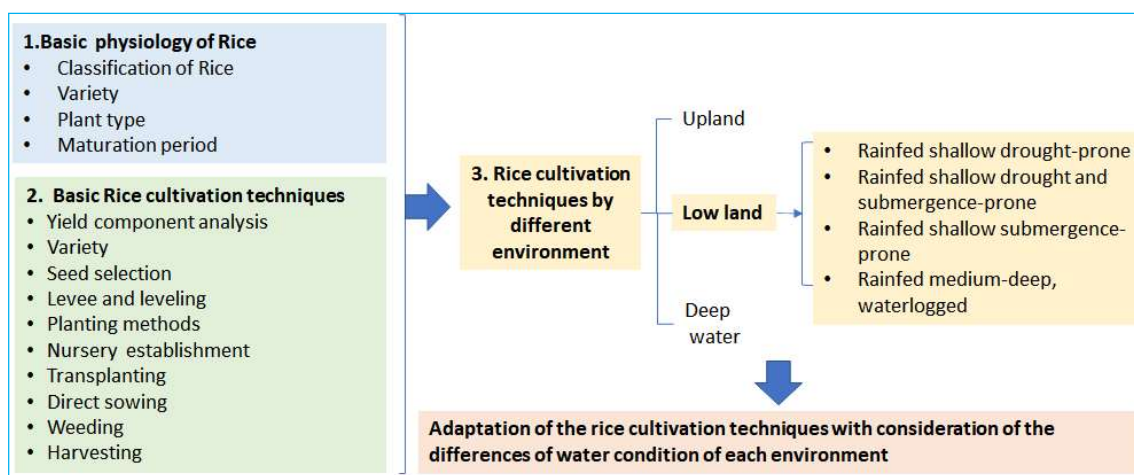 1.Basic physiology of Rice
• Classification of Rice
• Variety
• Plant type
• Maturation period
2. Basic Rice cultivation techniques
• Yield component analysis
• Variety
• Seed selection
• Levee and leveling
• Planting methods
• Nursery establishment
• Transplanting
• Direct sowing
• Weeding
• Harvesting
3. Rice cultivation
techniques by
different
environment
Upland
Low land
Deep
water
• Rainfed shallow drought-prone
• Rainfed shallow drought and
submergence-prone
• Rainfed shallow submergence-
prone
• Rainfed medium-deep,
waterlogged
Adaptation of the rice cultivation techniques with consideration of the
differences of water condition of each environment